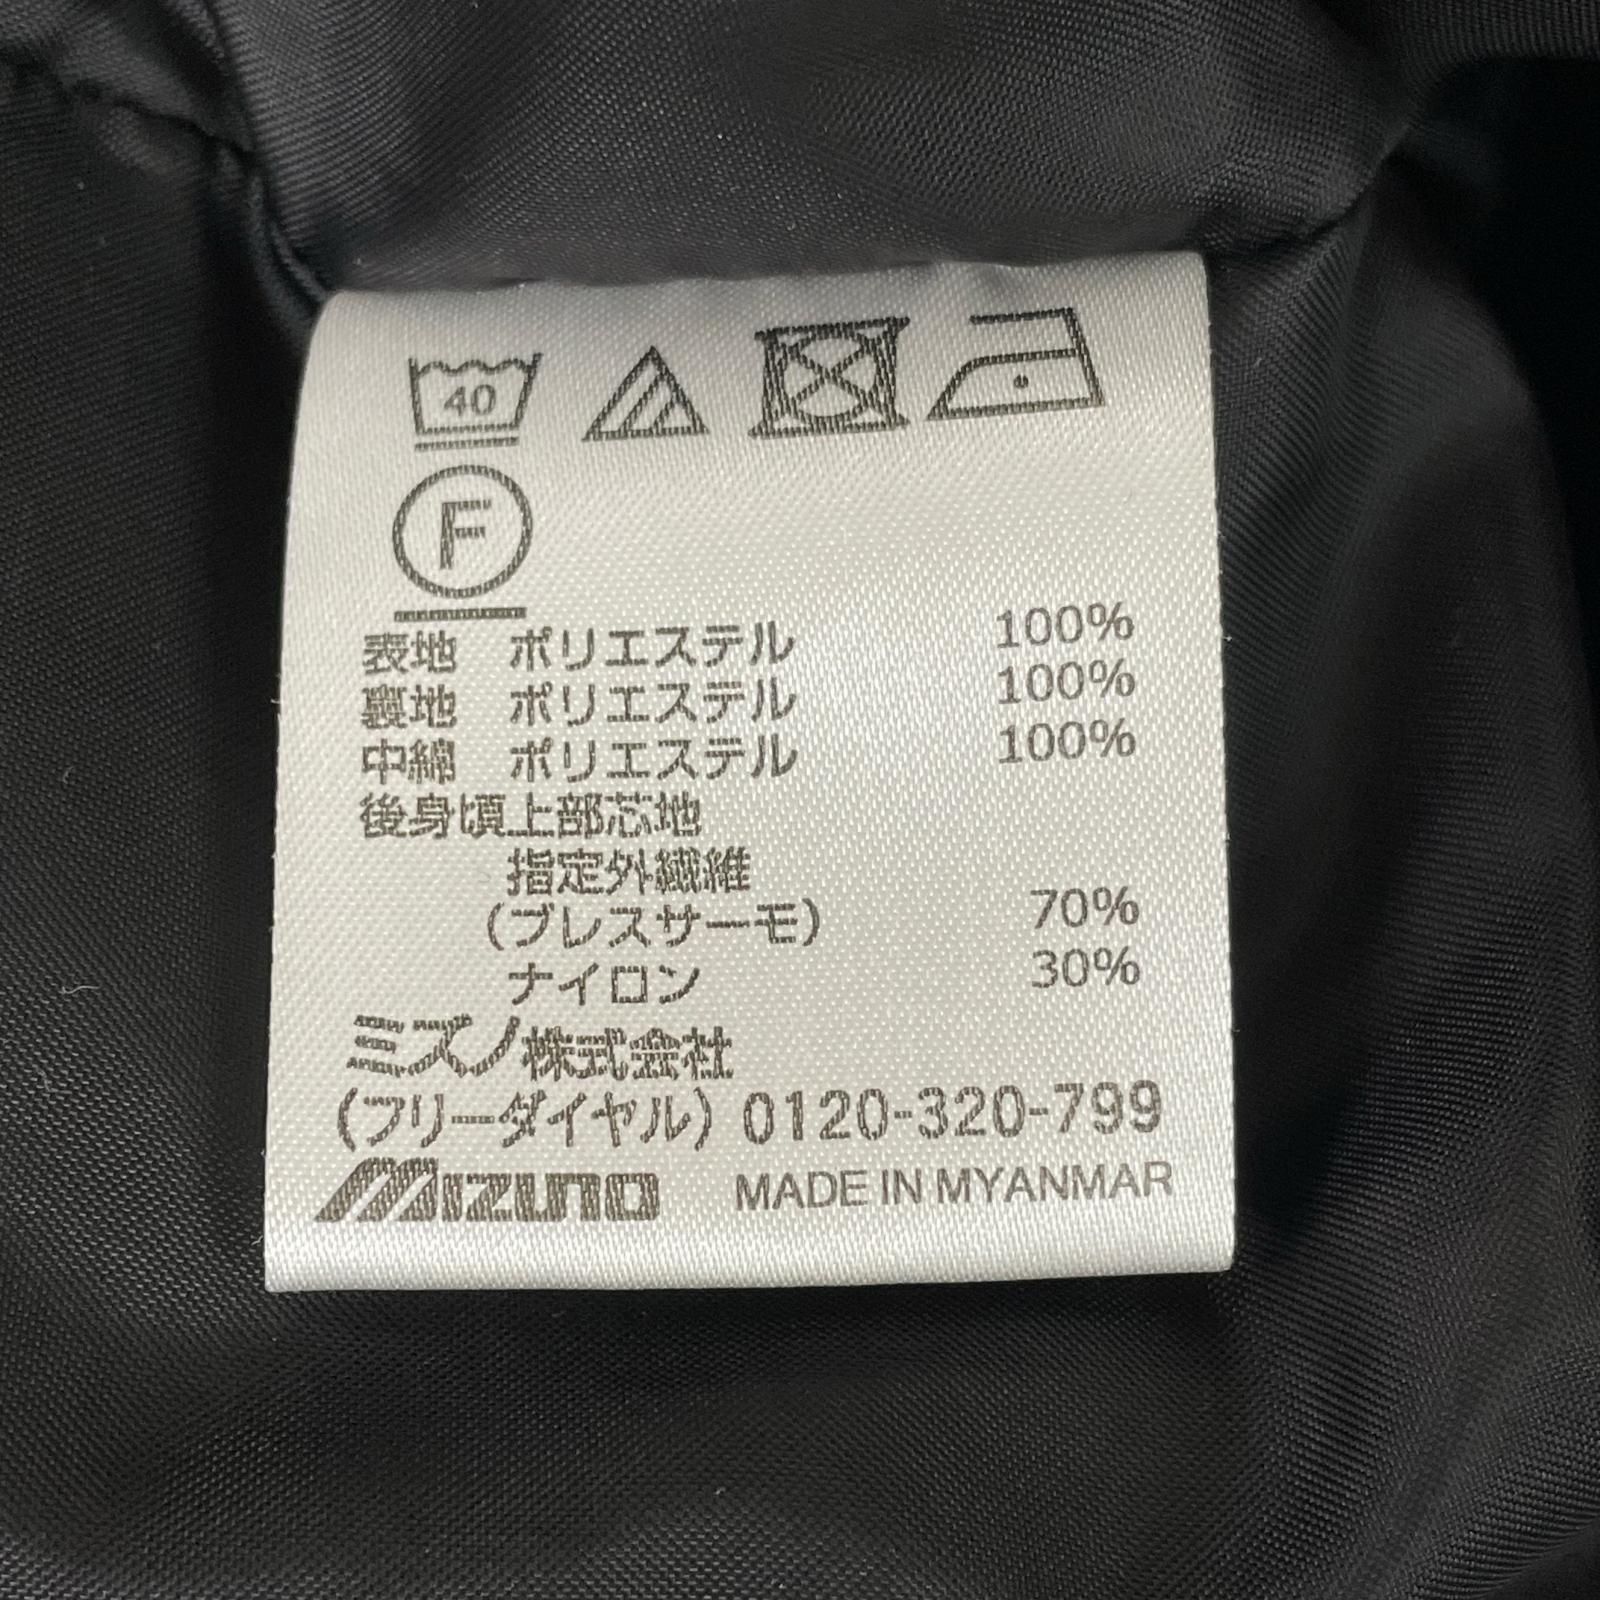 40
F
表地 ポリエステル 100%
裏地 ポリエステル 100%
中綿 ポリエステル 100%
後身頃上部芯地
指定外繊維
(ブレスサーモ) 70%
ナイロン 30%
ミズノ株式会社
(フリーダイヤル) 0120-320-799
MIZUNO MADE IN MYANMAR